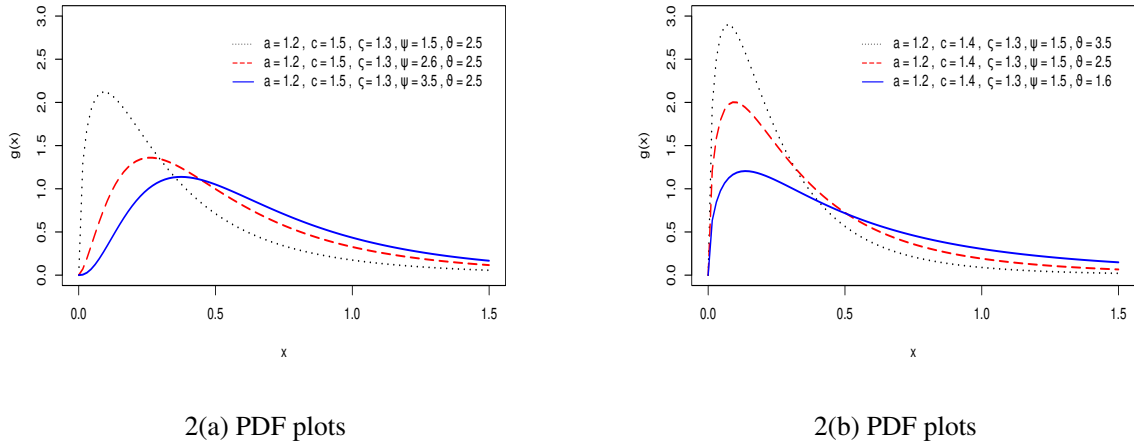 3.0
2.5
2.0
1.5
1.0
0.5
0.0
g(x)
a = 1.2 , c = 1.5 , ς = 1.3 , ψ = 1.5 , ϑ = 2.5
a = 1.2 , c = 1.5 , ς = 1.3 , ψ = 2.6 , ϑ = 2.5
a = 1.2 , c = 1.5 , ς = 1.3 , ψ = 3.5 , ϑ = 2.5
0.0 0.5 1.0 1.5
x
2(a) PDF plots
3.0
2.5
2.0
1.5
1.0
0.5
0.0
g(x)
a = 1.2 , c = 1.4 , ς = 1.3 , ψ = 1.5 , ϑ = 3.5
a = 1.2 , c = 1.4 , ς = 1.3 , ψ = 1.5 , ϑ = 2.5
a = 1.2 , c = 1.4 , ς = 1.3 , ψ = 1.5 , ϑ = 1.6
0.0 0.5 1.0 1.5
x
2(b) PDF plots